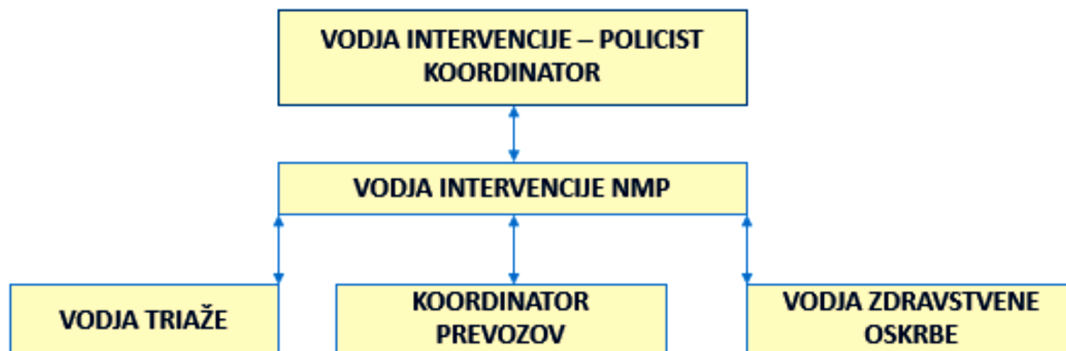 VODJA INTERVENCIJE – POLICIST
KOORDINATOR
VODJA INTERVENCIJE NMP
VODJA TRIAŽE
KOORDINATOR
PREVOZOV
VODJA ZDRAVSTVENE
OSKRBE